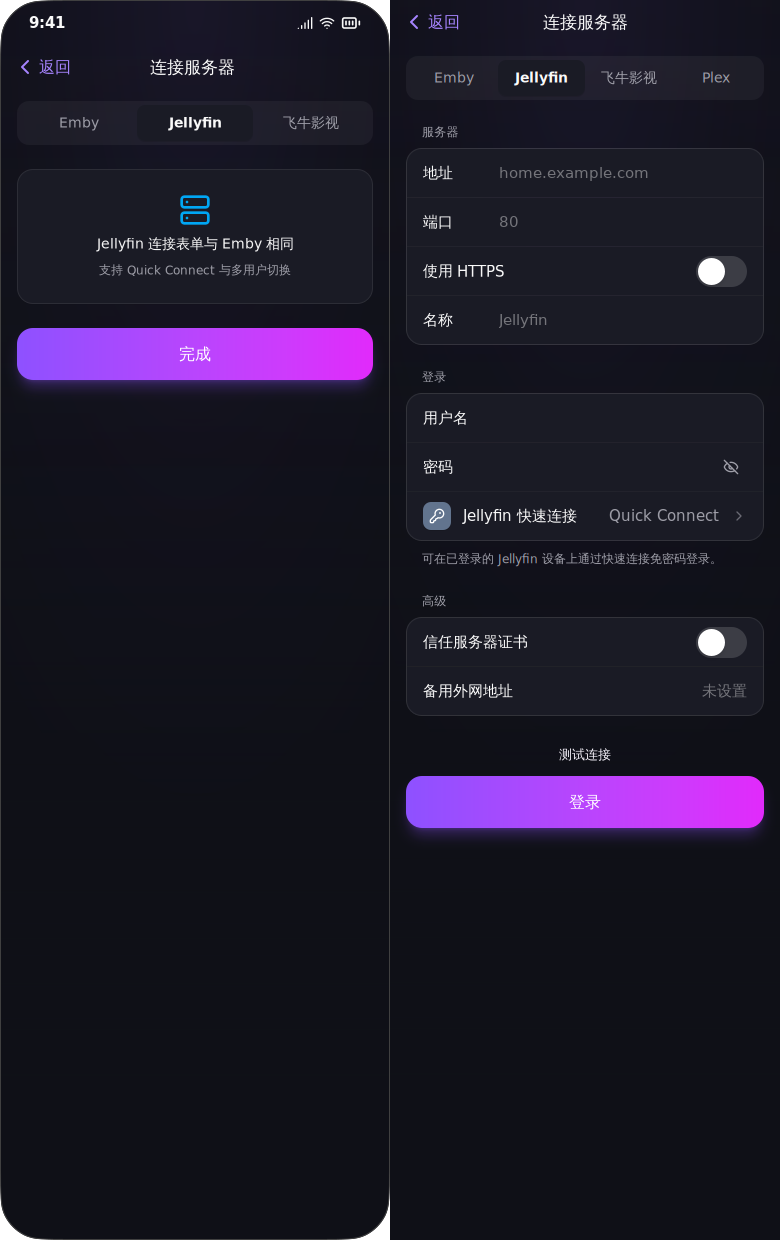 9:41
返回
连接服务器
Emby Jellyfin 飞牛影视
Jellyfin 连接表单与 Emby 相同
支持 Quick Connect 与多用户切换
完成
返回
连接服务器
Emby Jellyfin 飞牛影视 Plex
服务器
地址 home.example.com
端口 80
使用 HTTPS
名称 Jellyfin
登录
用户名
密码
Jellyfin 快速连接 Quick Connect
可在已登录的 Jellyfin 设备上通过快速连接免密码登录。
高级
信任服务器证书
备用外网地址 未设置
测试连接
登录